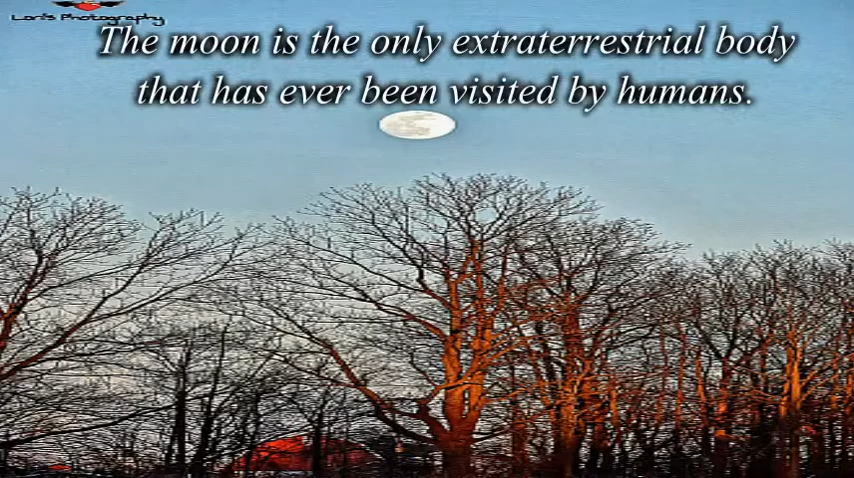 Lori's Photography
The moon is the only extraterrestrial body
that has ever been visited by humans.